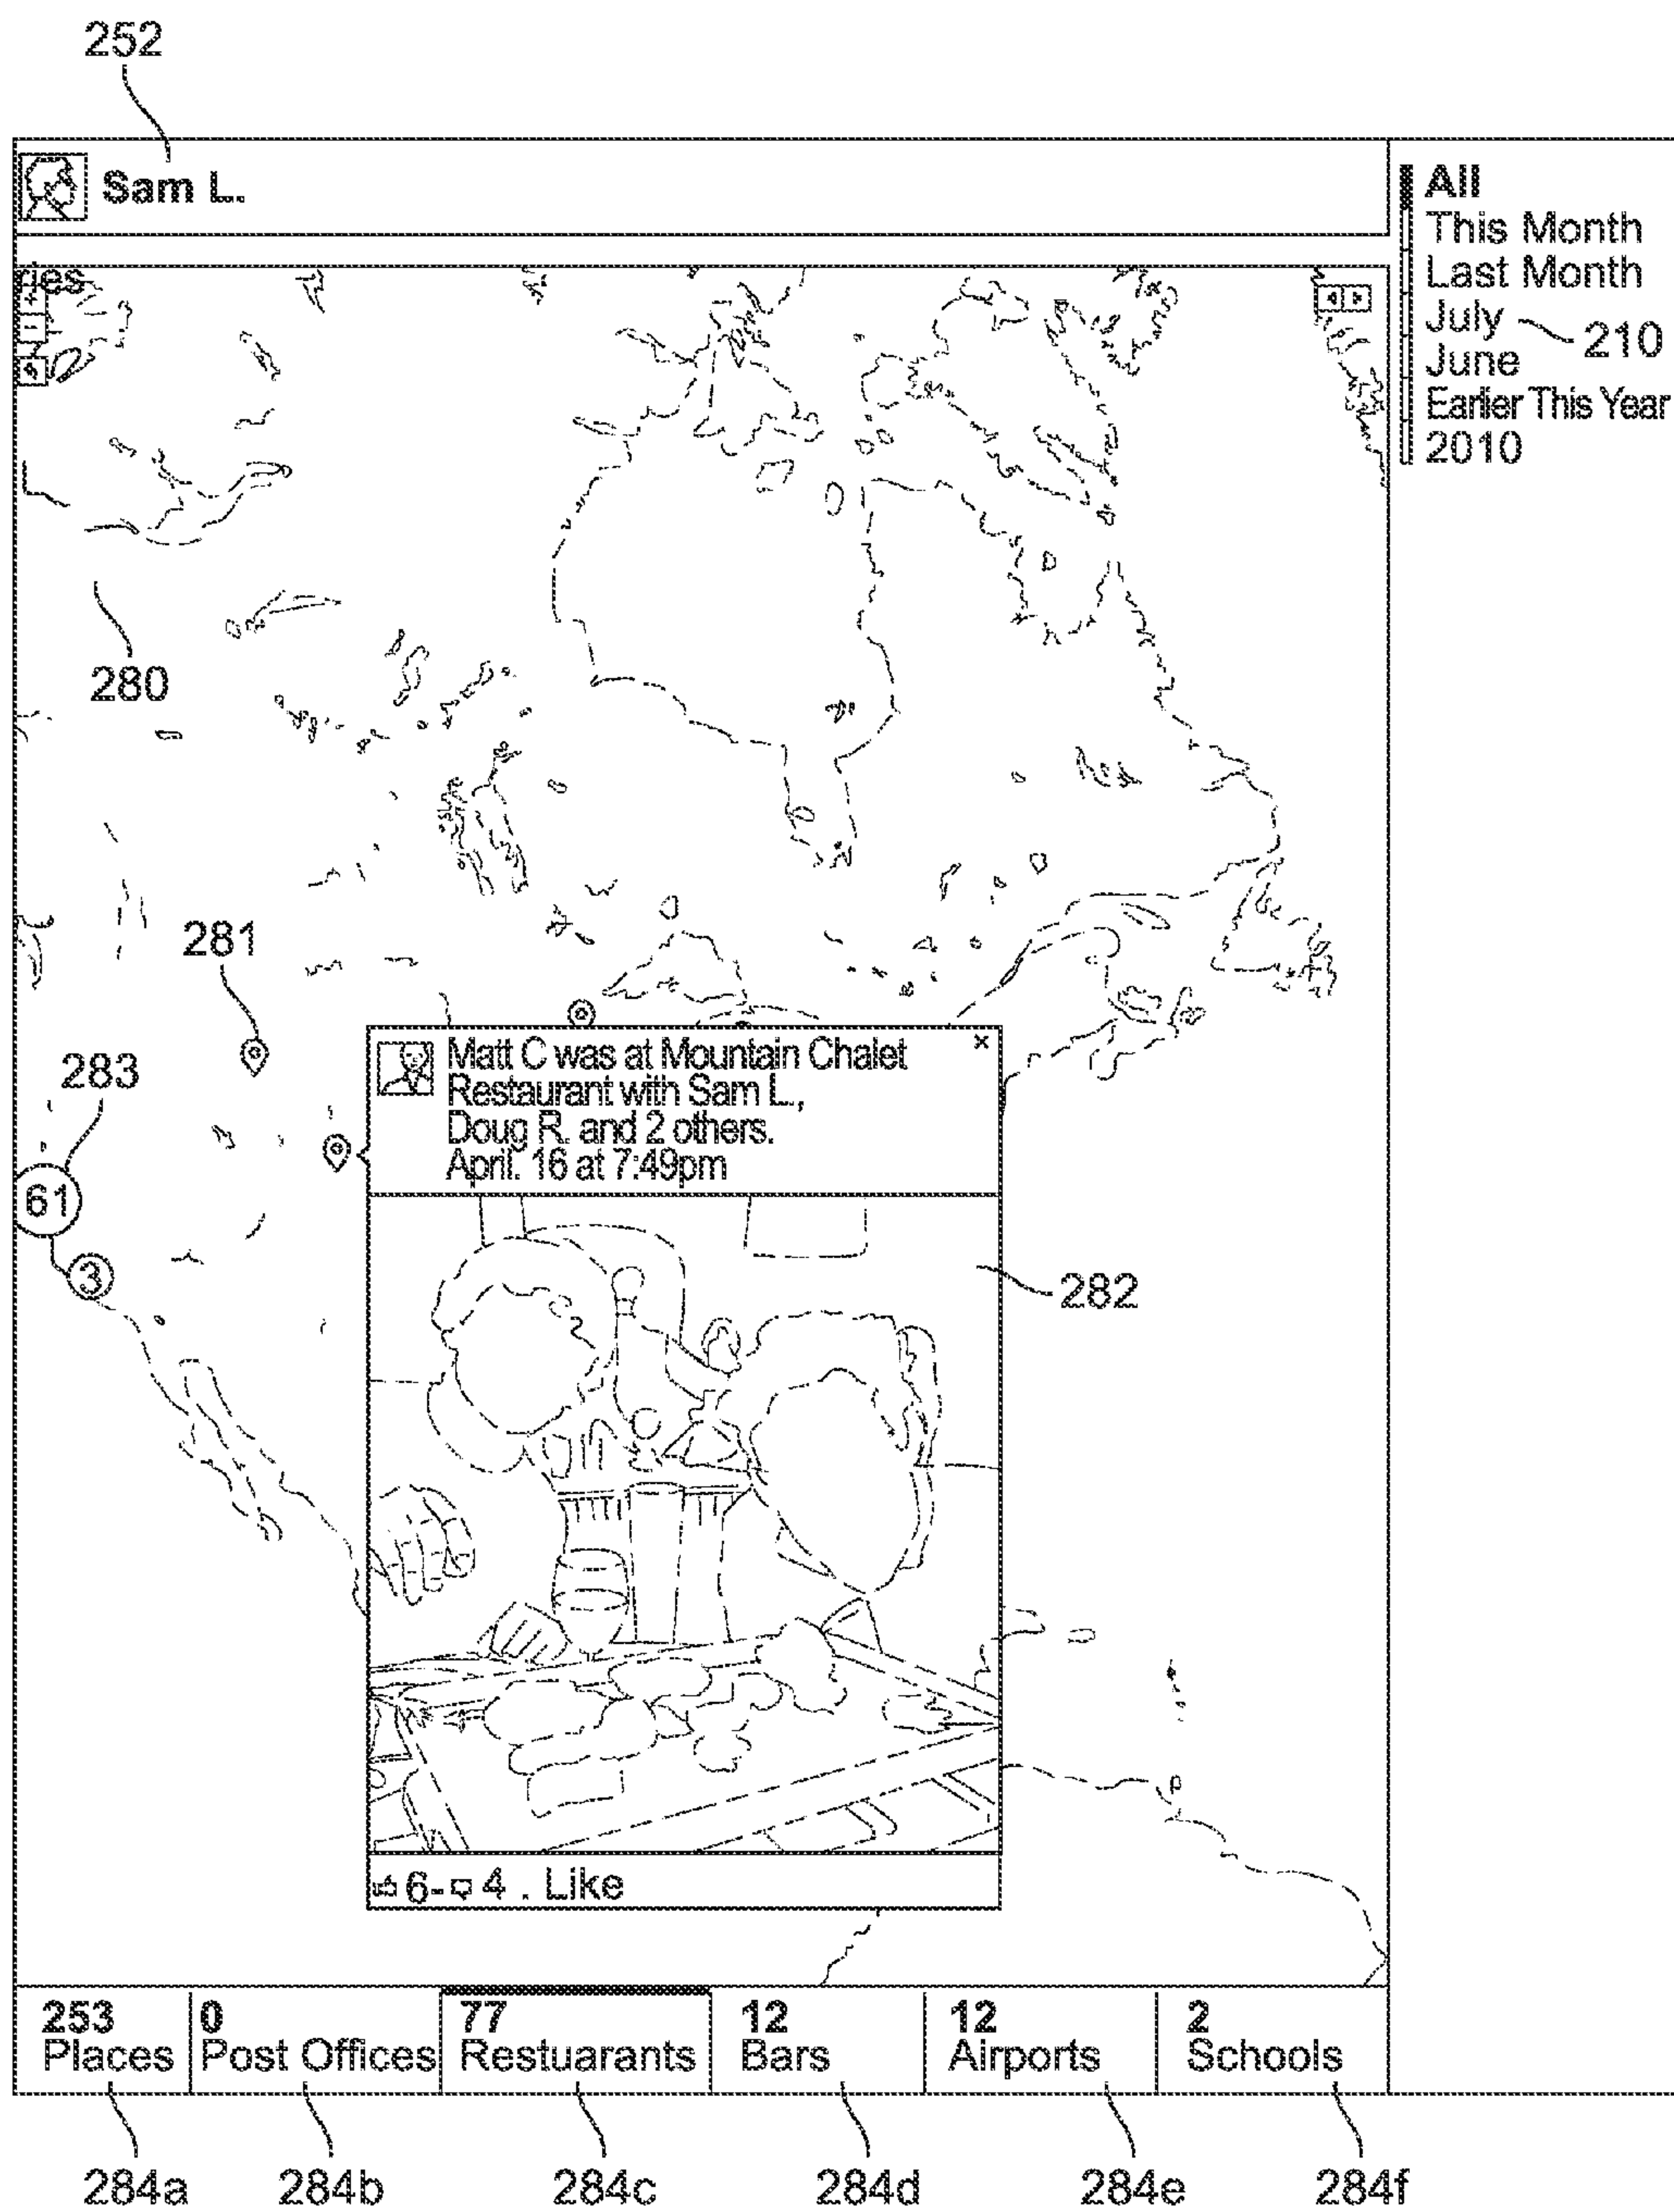 252
Sam L.
ries
All
This Month
Last Month
July
210
June
Earlier This Year
2010
280
281
283
61
3
Matt C was at Mountain Chalet
Restaurant with Sam L.,
Doug R. and 2 others.
April. 16 at 7:49pm
x
282
6 - 4 . Like
253
Places
0
Post Offices
77
Restuarants
12
Bars
12
Airports
2
Schools
284a
284b
284c
284d
284e
284f